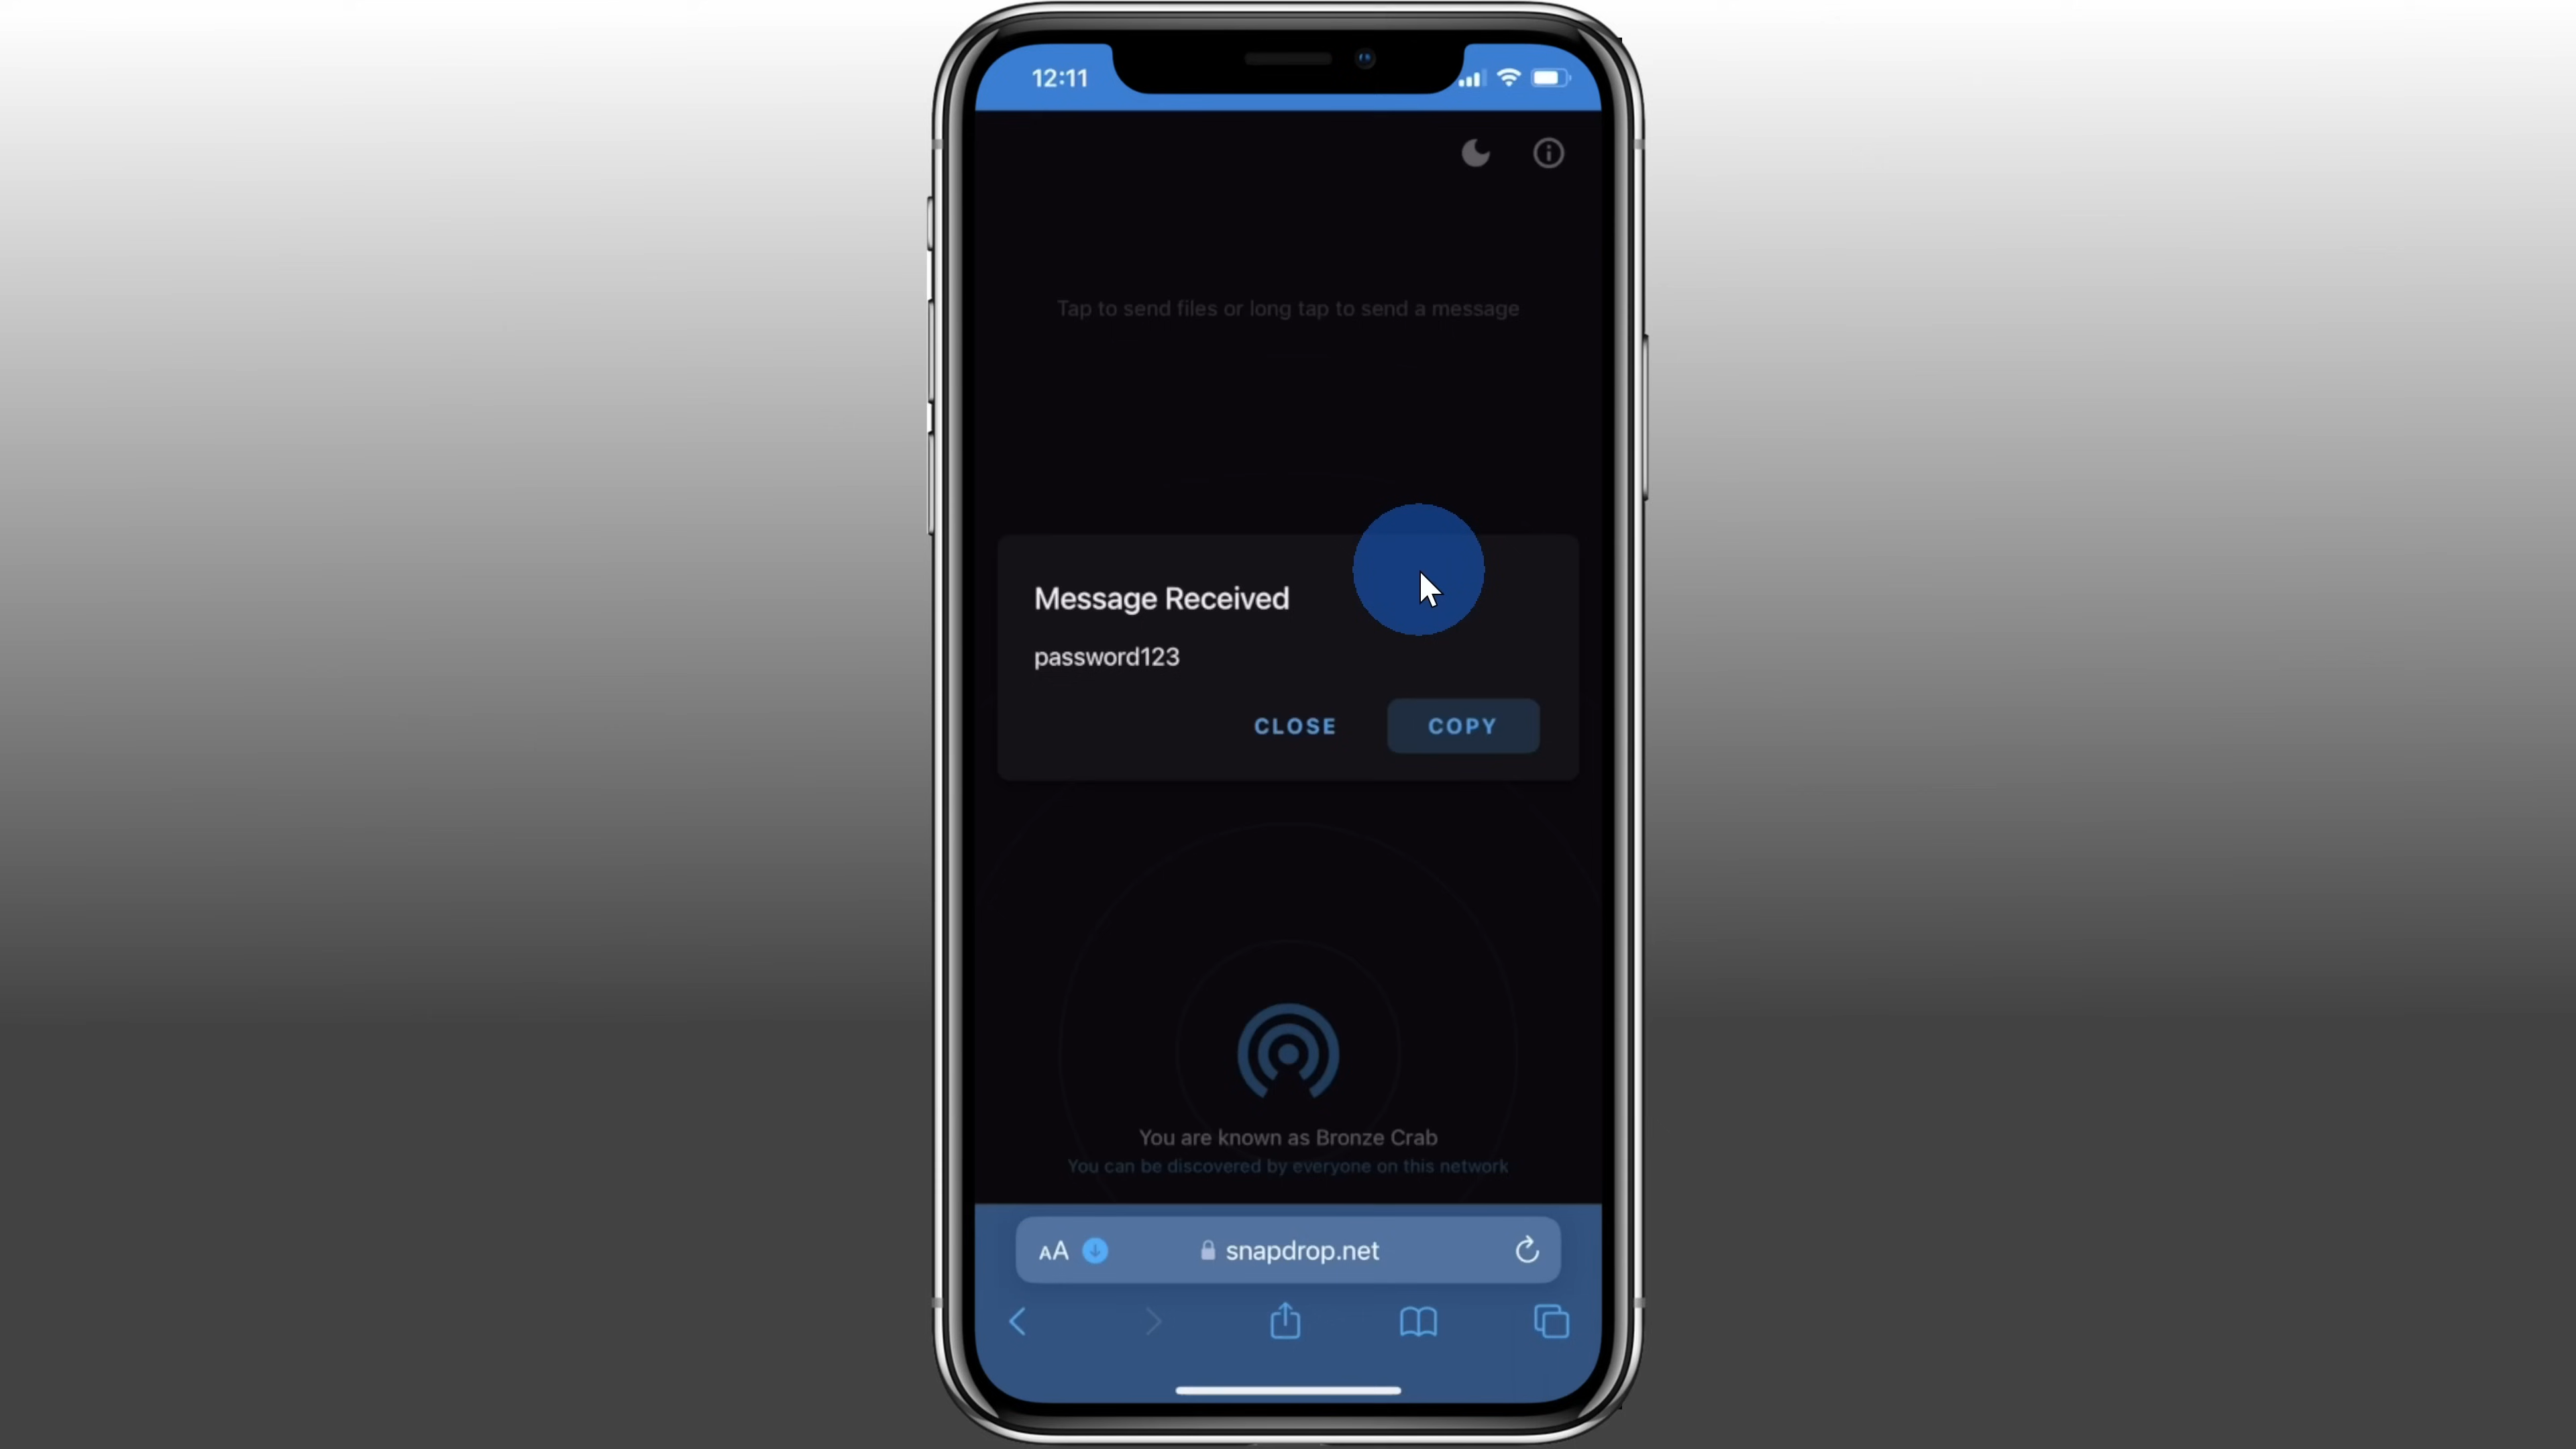 12:11
Tap to send files or long tap to send a message
Message Received
password123
CLOSE
COPY
You are known as Bronze Crab
You can be discovered by everyone on this network
AA
snapdrop.net